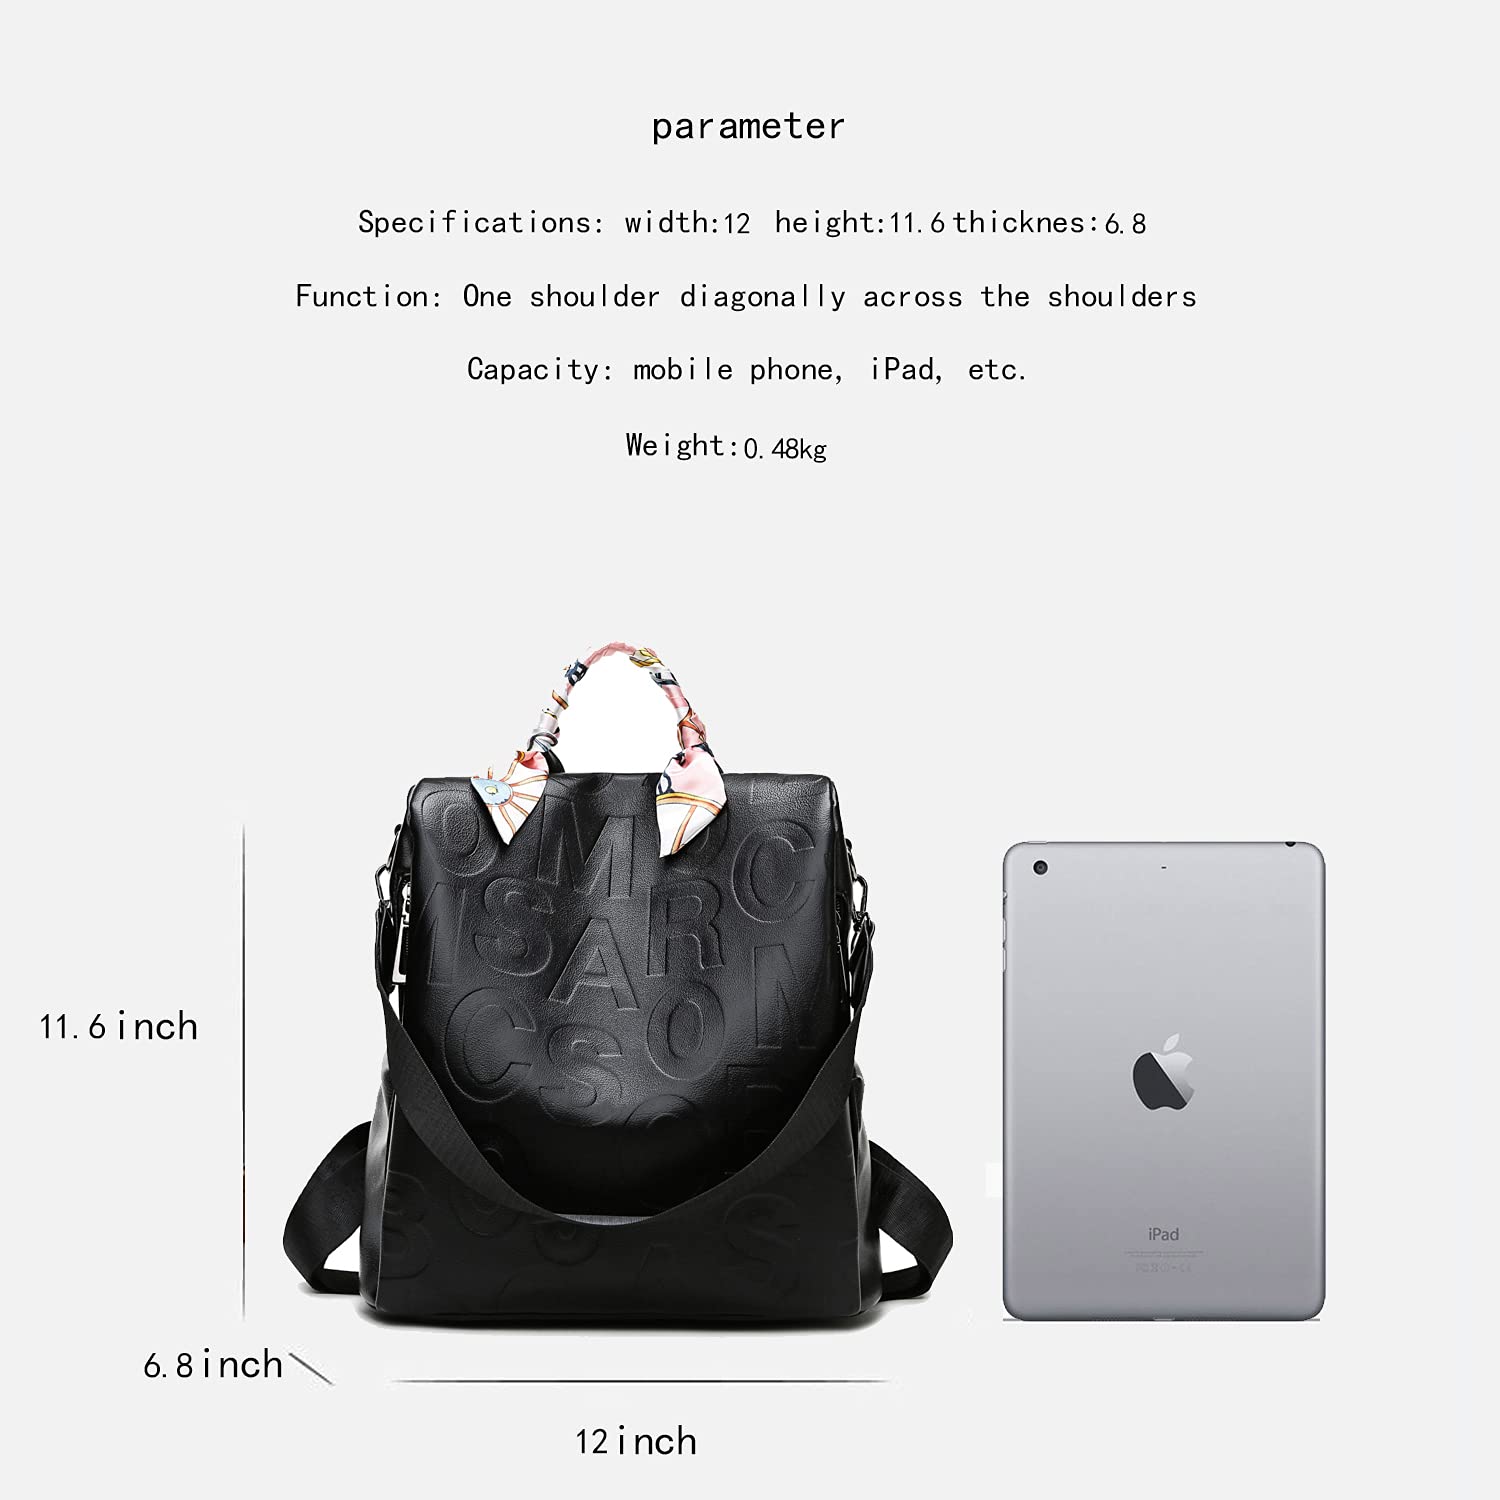 parameter
Specifications: width:12 height:11.6 thicknes:6.8
Function: One shoulder diagonally across the shoulders
Capacity: mobile phone, iPad, etc.
Weight:0.48kg
O M C
M S A R
C S O M
S
B O S A S
11.6 inch
iPad
6.8 inch
12 inch